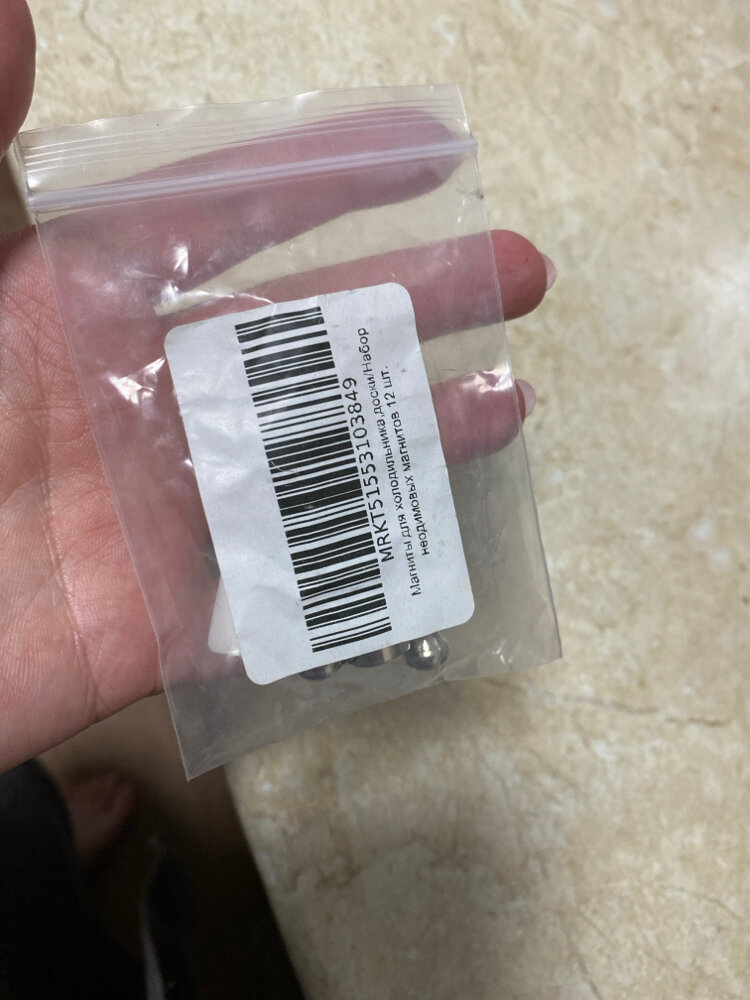 MRKT51553103849
Магниты для холодильника,доски/Набор
неодимовых магнитов 12 шт.